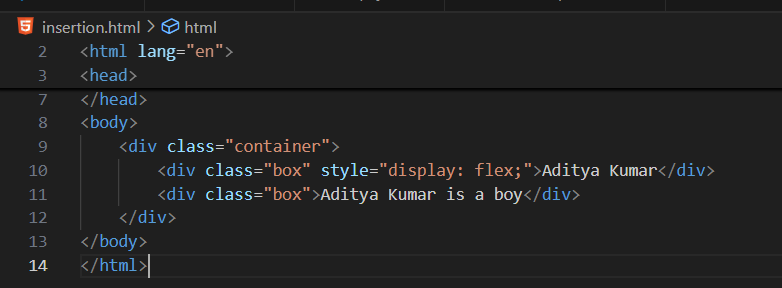 insertion.html > html
2 <html lang="en">
3 <head>
7 </head>
8 <body>
9 <div class="container">
10 <div class="box" style="display: flex;">Aditya Kumar</div>
11 <div class="box">Aditya Kumar is a boy</div>
12 </div>
13 </body>
14 </html>